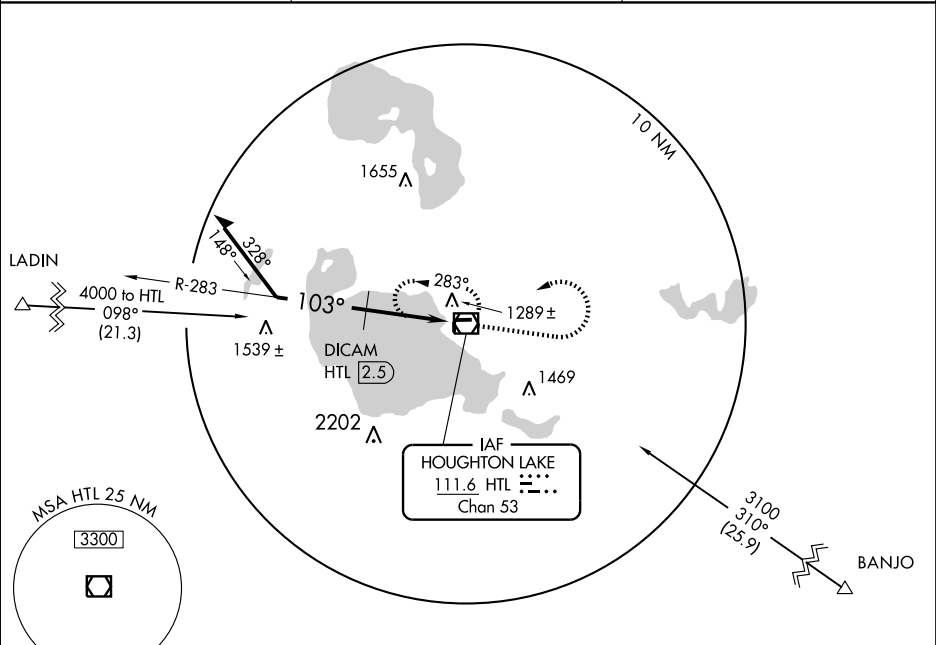 10 NM
1655
148°
328°
LADIN
R-283
4000 to HTL
098°
(21.3)
103°
283°
1289 ±
1539 ±
DICAM
HTL 2.5
1469
2202
IAF
HOUGHTON LAKE
111.6 HTL
Chan 53
MSA HTL 25 NM
3300
3100
310°
(25.9)
BANJO